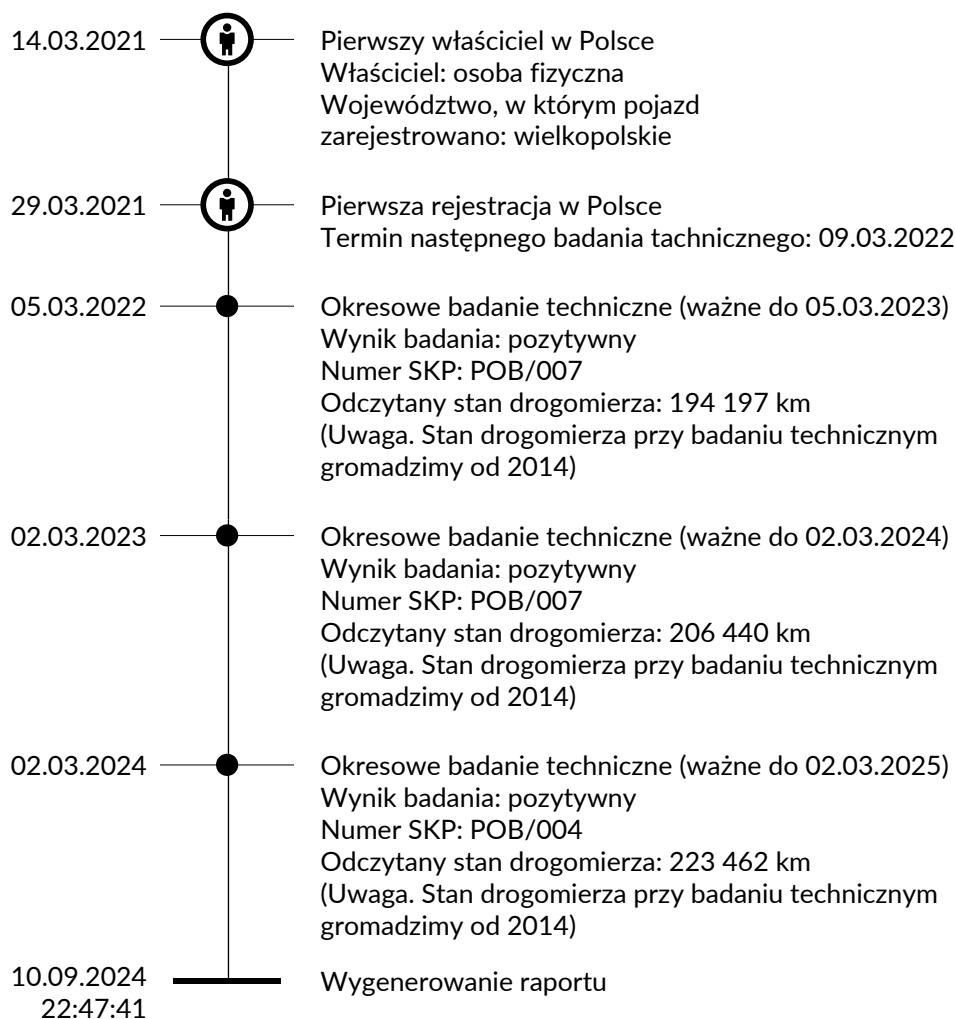 14.03.2021
Pierwszy właściciel w Polsce
Właściciel: osoba fizyczna
Województwo, w którym pojazd
zarejestrowano: wielkopolskie
29.03.2021
Pierwsza rejestracja w Polsce
Termin następnego badania tachnicznego: 09.03.2022
05.03.2022
Okresowe badanie techniczne (ważne do 05.03.2023)
Wynik badania: pozytywny
Numer SKP: POB/007
Odczytany stan drogomierza: 194 197 km
(Uwaga. Stan drogomierza przy badaniu technicznym
gromadzimy od 2014)
02.03.2023
Okresowe badanie techniczne (ważne do 02.03.2024)
Wynik badania: pozytywny
Numer SKP: POB/007
Odczytany stan drogomierza: 206 440 km
(Uwaga. Stan drogomierza przy badaniu technicznym
gromadzimy od 2014)
02.03.2024
Okresowe badanie techniczne (ważne do 02.03.2025)
Wynik badania: pozytywny
Numer SKP: POB/004
Odczytany stan drogomierza: 223 462 km
(Uwaga. Stan drogomierza przy badaniu technicznym
gromadzimy od 2014)
10.09.2024
22:47:41
Wygenerowanie raportu